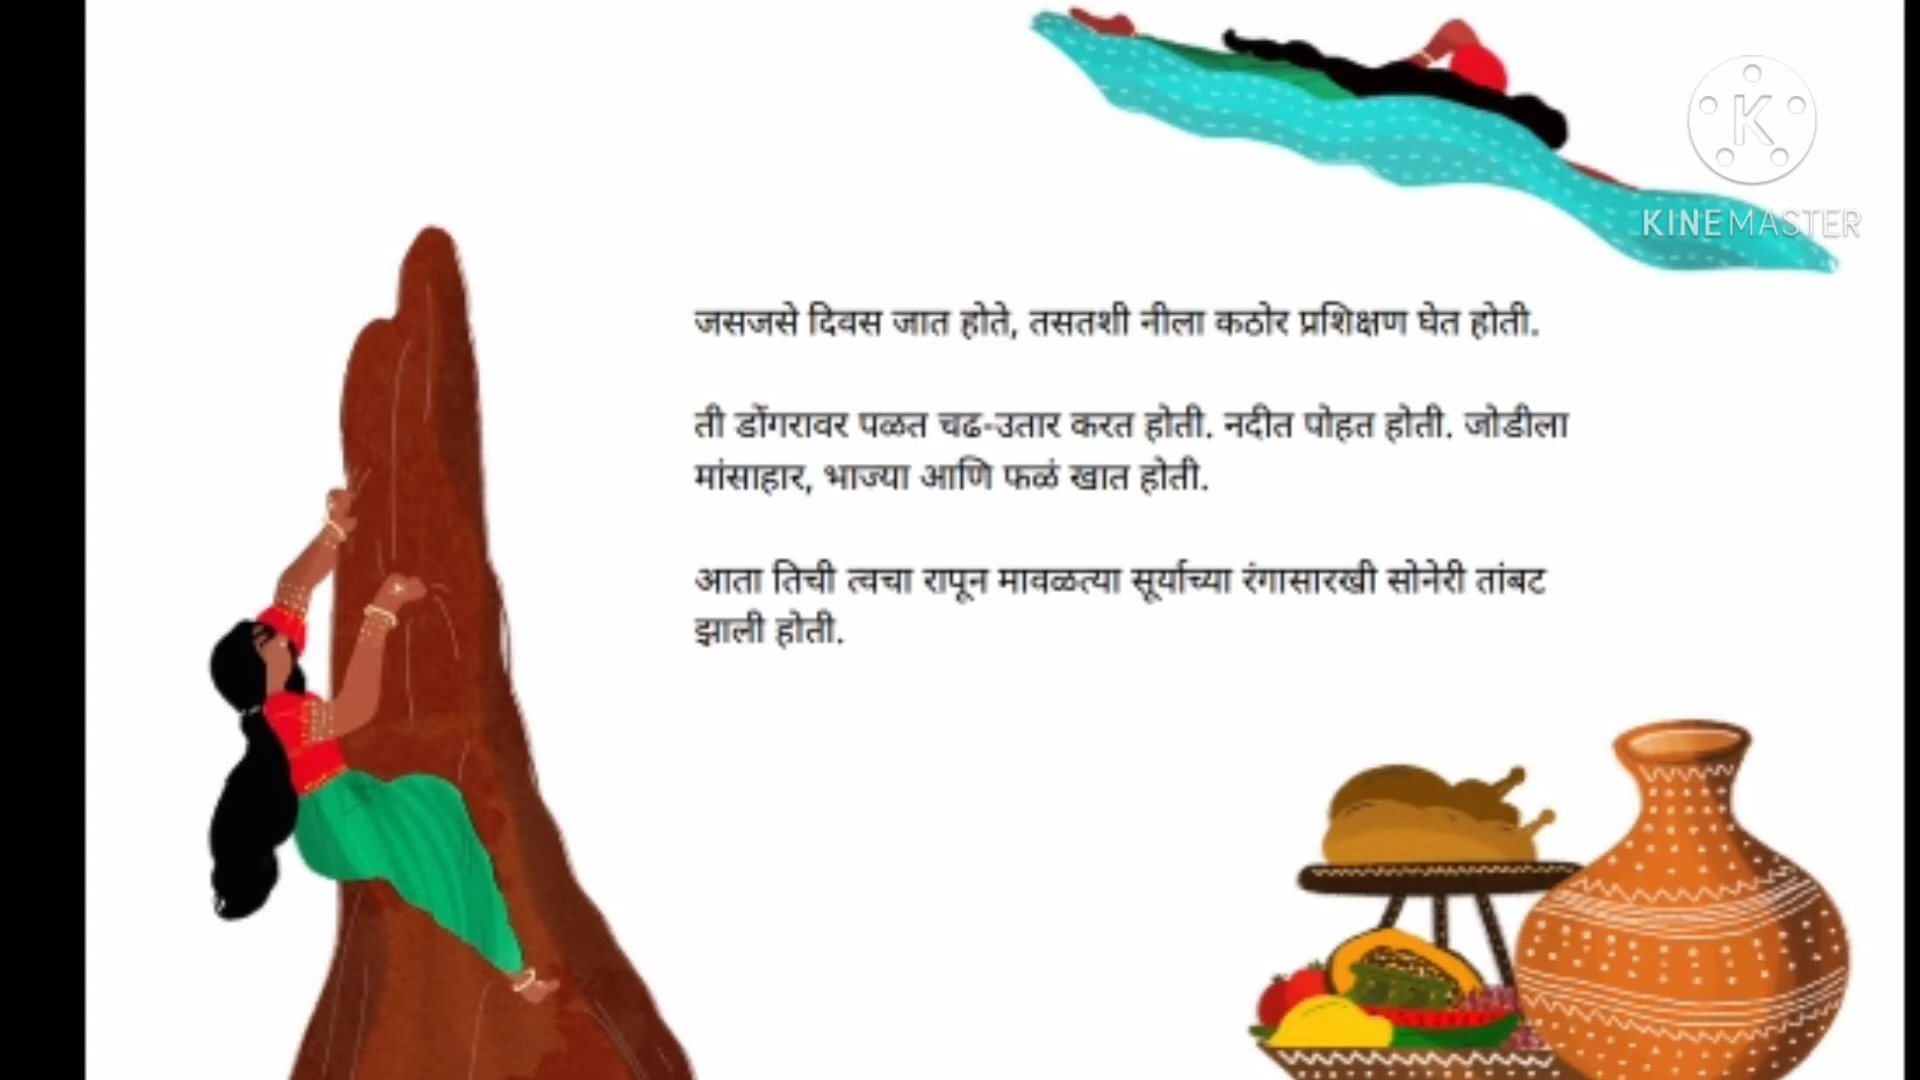 KINEMASTER
जसजसे दिवस जात होते, तसतशी नीला कठोर प्रशिक्षण घेत होती.
ती डोंगरावर पळत चढ-उतार करत होती. नदीत पोहत होती. जोडीला
मांसाहार, भाज्या आणि फळं खात होती.
आता तिची त्वचा रापून मावळत्या सूर्याच्या रंगासारखी सोनेरी तांबट
झाली होती.